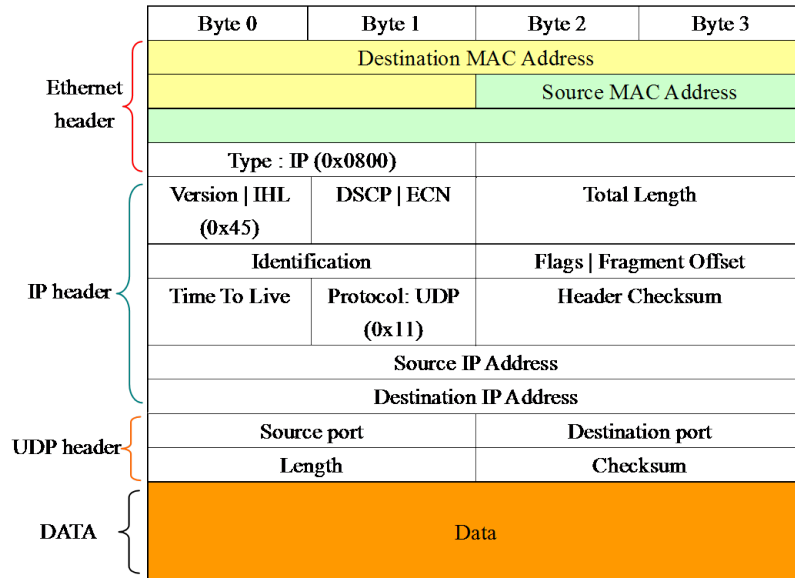 Byte 0 Byte 1 Byte 2 Byte 3
Destination MAC Address
Ethernet
header
Source MAC Address
Type : IP (0x0800)
Version | IHL
(0x45)
DSCP | ECN
Total Length
Identification
Flags | Fragment Offset
IP header
Time To Live
Protocol: UDP
(0x11)
Header Checksum
Source IP Address
Destination IP Address
UDP header
Source port
Destination port
Length
Checksum
DATA
Data